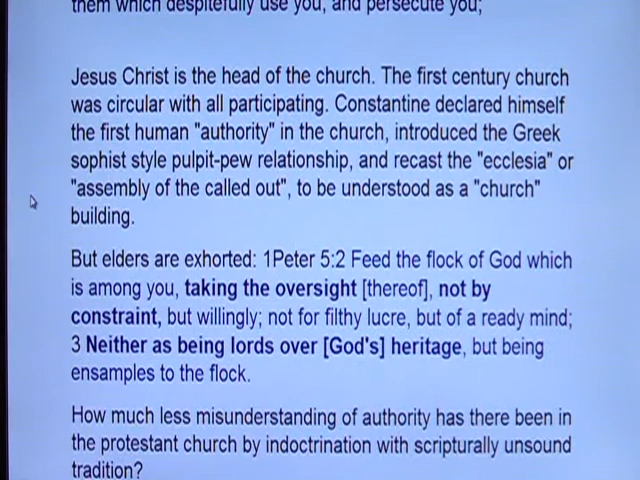 them which despitefully use you, and persecute you;
Jesus Christ is the head of the church. The first century church
was circular with all participating. Constantine declared himself
the first human "authority" in the church, introduced the Greek
sophist style pulpit-pew relationship, and recast the "ecclesia" or
"assembly of the called out", to be understood as a "church"
building.
But elders are exhorted: 1Peter 5:2 Feed the flock of God which
is among you, taking the oversight [thereof], not by
constraint, but willingly; not for filthy lucre, but of a ready mind;
3 Neither as being lords over [God's] heritage, but being
ensamples to the flock.
How much less misunderstanding of authority has there been in
the protestant church by indoctrination with scripturally unsound
tradition?